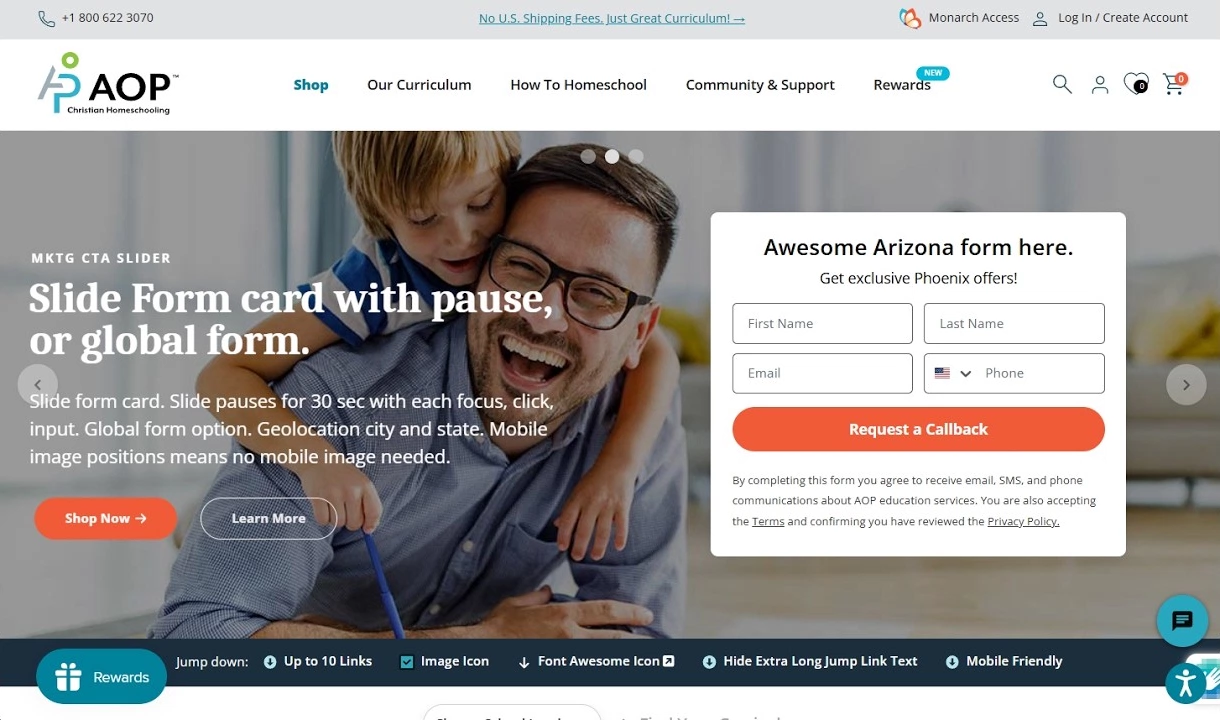 +1 800 622 3070
No U.S. Shipping Fees. Just Great Curriculum! →
Monarch Access
Log In / Create Account
AOP™
Christian Homeschooling
Shop
Our Curriculum
How To Homeschool
Community & Support
Rewards
NEW
0
0
MKTG CTA SLIDER
Slide Form card with pause,
or global form.
Slide form card. Slide pauses for 30 sec with each focus, click,
input. Global form option. Geolocation city and state. Mobile
image positions means no mobile image needed.
Shop Now →
Learn More
Awesome Arizona form here.
Get exclusive Phoenix offers!
First Name
Last Name
Email
Phone
Request a Callback
By completing this form you agree to receive email, SMS, and phone
communications about AOP education services. You are also accepting
the Terms and confirming you have reviewed the Privacy Policy.
Jump down:
Up to 10 Links
Image Icon
Font Awesome Icon
Hide Extra Long Jump Link Text
Mobile Friendly
Rewards